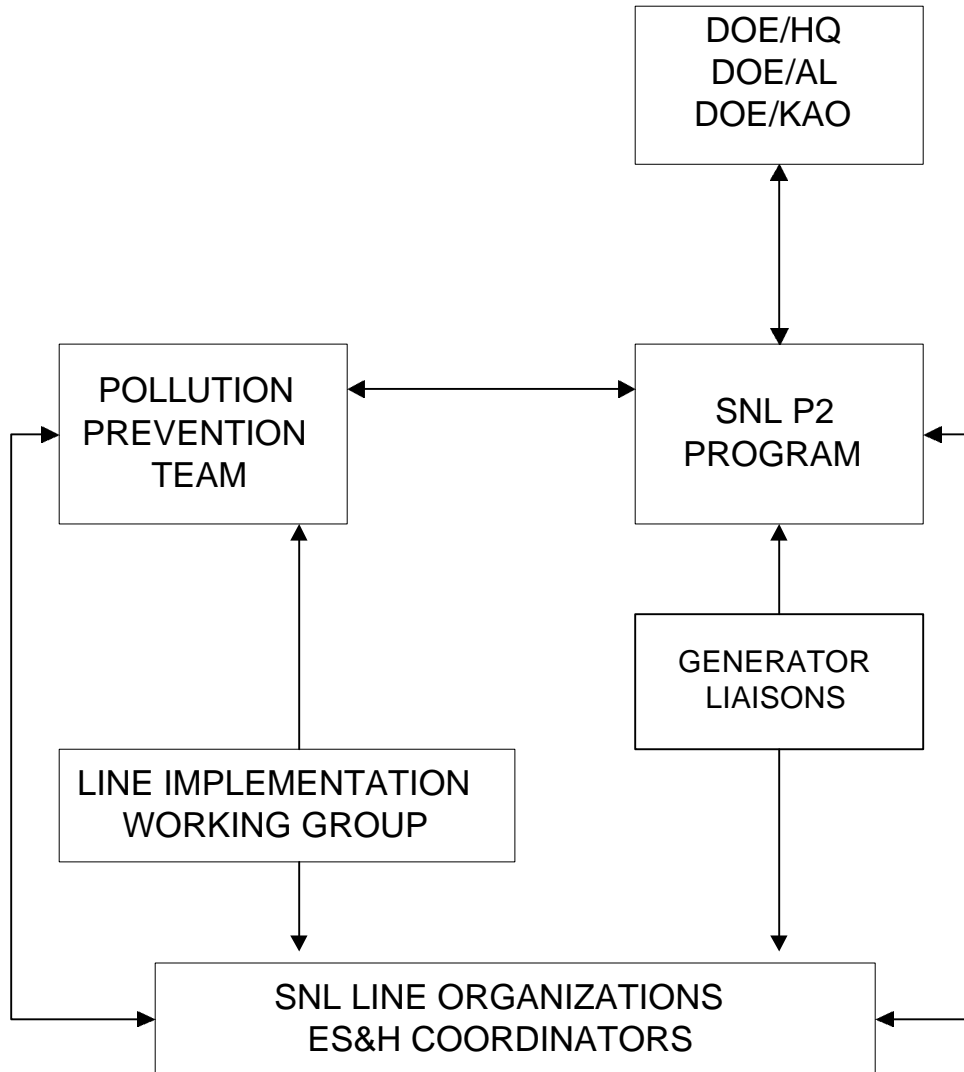 DOE/HQ
DOE/AL
DOE/KAO
POLLUTION
PREVENTION
TEAM
SNL P2
PROGRAM
GENERATOR
LIAISONS
LINE IMPLEMENTATION
WORKING GROUP
SNL LINE ORGANIZATIONS
ES&H COORDINATORS